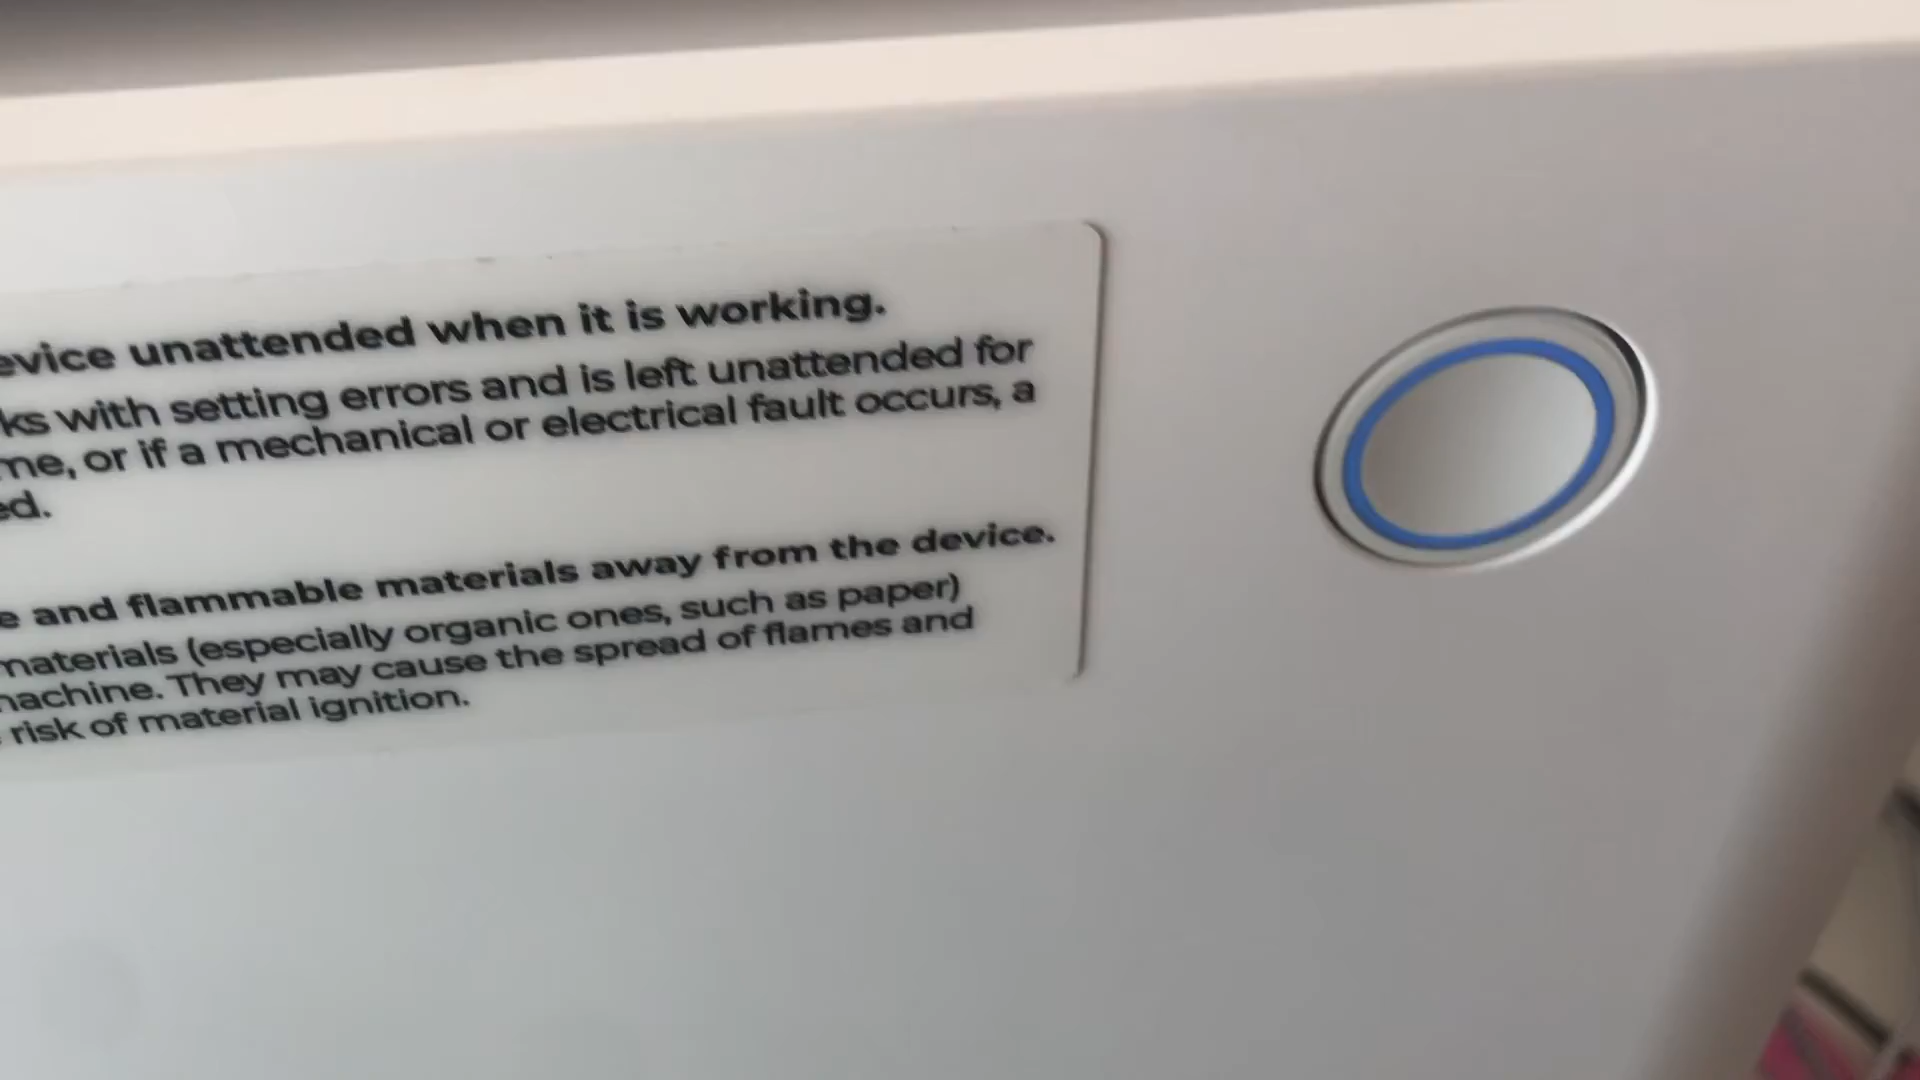 evice unattended when it is working.
ks with setting errors and is left unattended for
me, or if a mechanical or electrical fault occurs, a
ed.
e and flammable materials away from the device.
materials (especially organic ones, such as paper)
nachine. They may cause the spread of flames and
risk of material ignition.